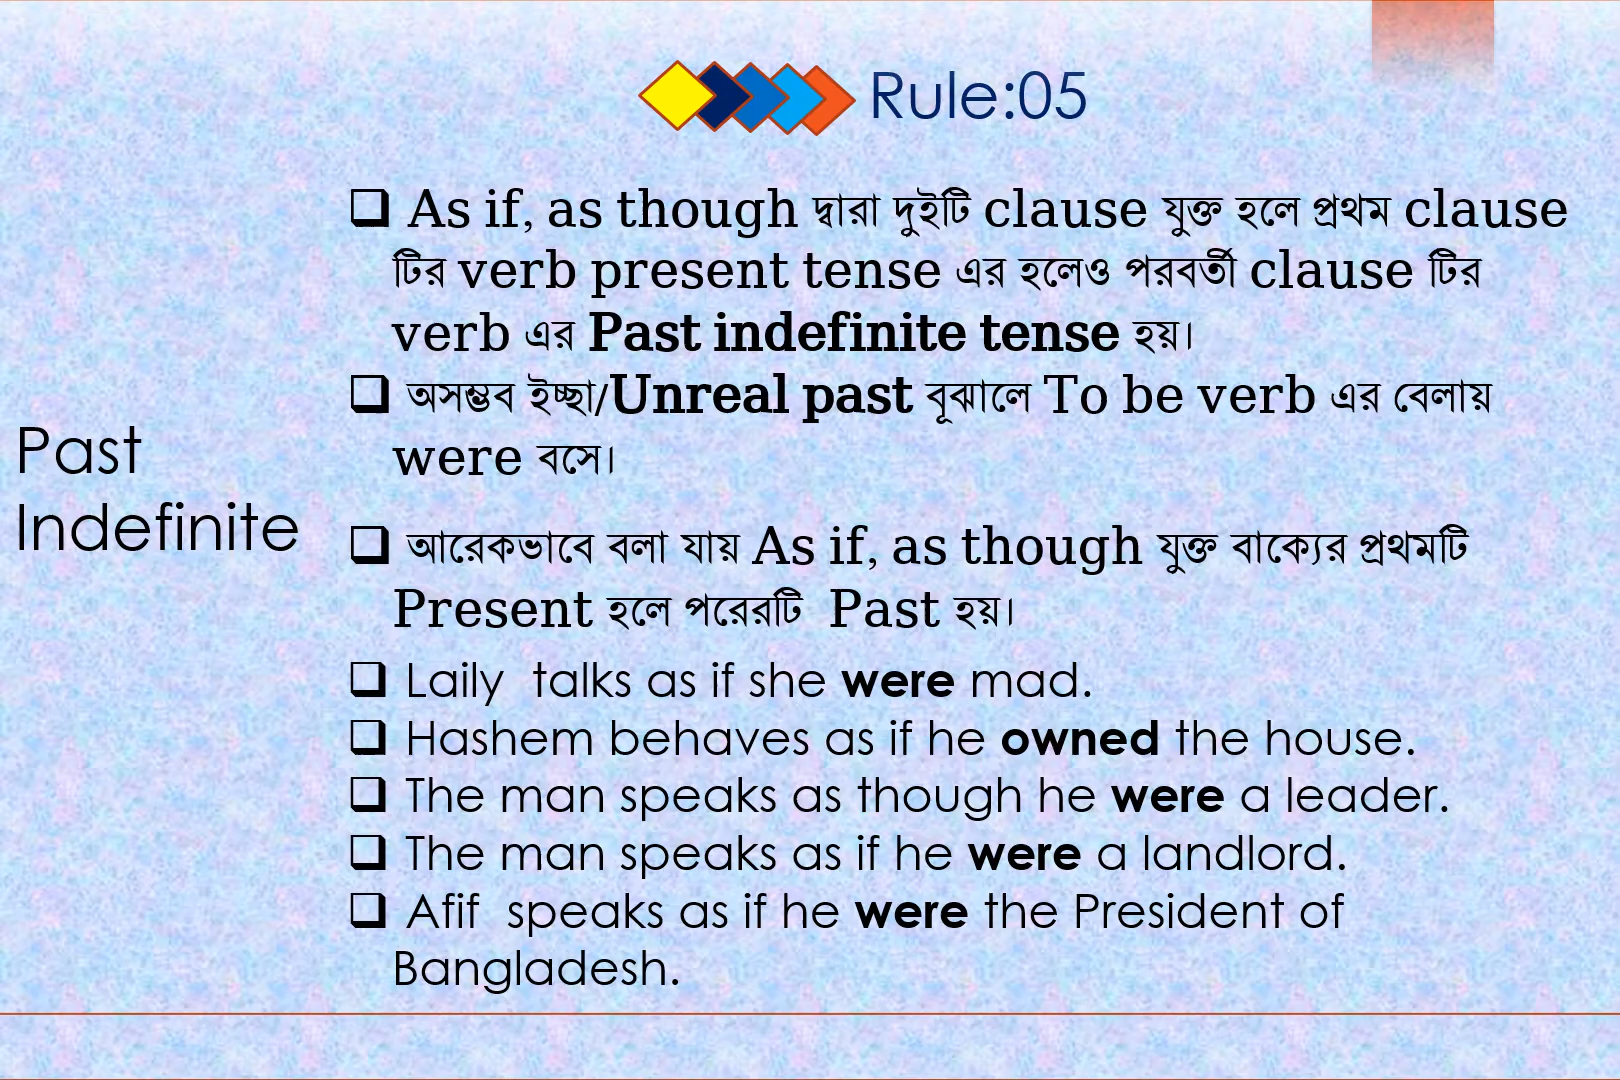 Rule:05
Past
Indefinite
❑ As if, as though দ্বারা দুইটি clause যুক্ত হলে প্রথম clause
টির verb present tense এর হলেও পরবর্তী clause টির
verb এর Past indefinite tense হয়।
❑ অসম্ভব ইচ্ছা/Unreal past বূঝালে To be verb এর বেলায়
were বসে।
❑ আরেকভাবে বলা যায় As if, as though যুক্ত বাক্যের প্রথমটি
Present হলে পরেরটি Past হয়।
❑ Laily talks as if she were mad.
❑ Hashem behaves as if he owned the house.
❑ The man speaks as though he were a leader.
❑ The man speaks as if he were a landlord.
❑ Afif speaks as if he were the President of
Bangladesh.